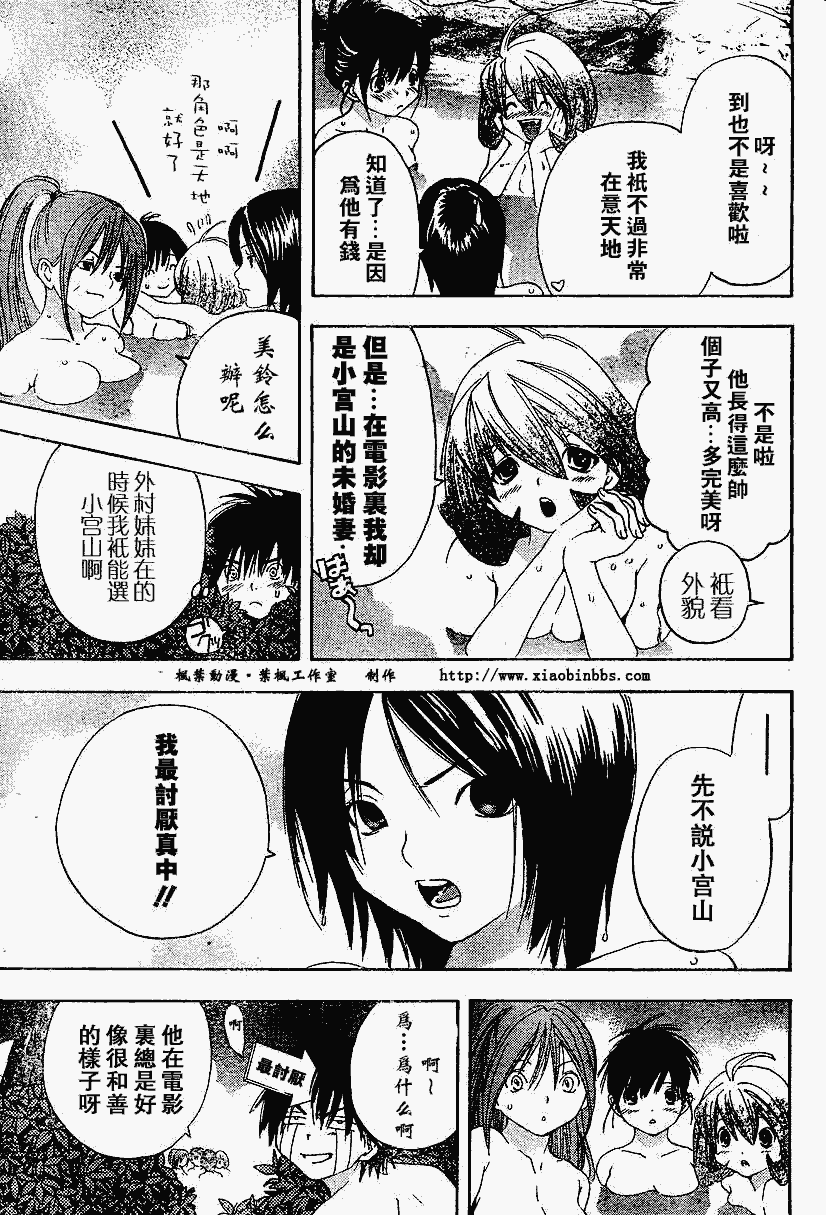 呀~~
到也不是喜歡啦
我衹不過非常
在意天地
知道了…是因
爲他有錢
不是啦
他長得這麼帥
個子又高…多完美呀
衹看
外貌
但是…在電影裏我却
是小宮山的未婚妻…
はぁ〜
啊啊
那角色是天地
就好了
美鈴怎么
辦呢
外村妹妹在的
時候我衹能選
小宮山啊
楓葉動漫·葉楓工作室 制作 http://www.xiaobinbbs.com
先不説小宮山
我最討厭真中!!
啊~
爲…爲什么啊
最討厭
啊
他在電影
裏總是好
像很和善
的樣子呀